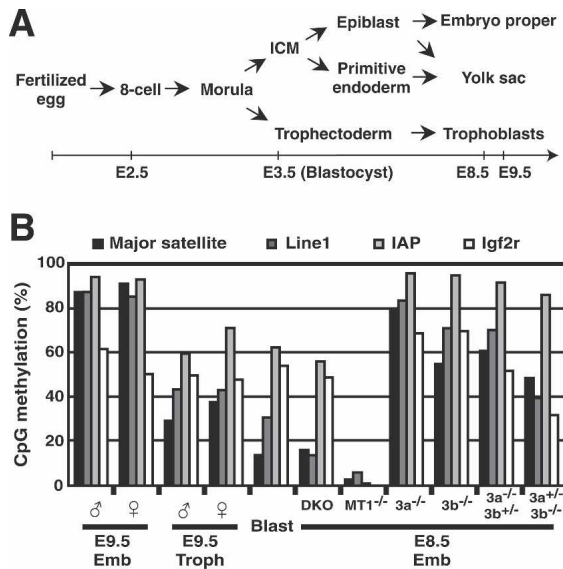 A
Epiblast
Embryo proper
ICM
Fertilized
egg
8-cell
Morula
Primitive
endoderm
Yolk sac
Trophectoderm
Trophoblasts
E2.5
E3.5 (Blastocyst)
E8.5
E9.5
B
Major satellite
Line1
IAP
Igf2r
CpG methylation (%)
100
80
60
40
20
0
♂
♀
♂
♀
DKO
MT1-/-
3a-/-
3b-/-
3a-/-
3b+/-
3a+/-
3b-/-
E9.5
Emb
E9.5
Troph
Blast
E8.5
Emb